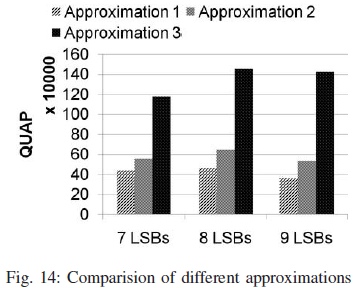 Approximation 1 Approximation 2
Approximation 3
QUAP
x 10000
160
140
120
100
80
60
40
20
0
7 LSBs 8 LSBs 9 LSBs
Fig. 14: Comparision of different approximations